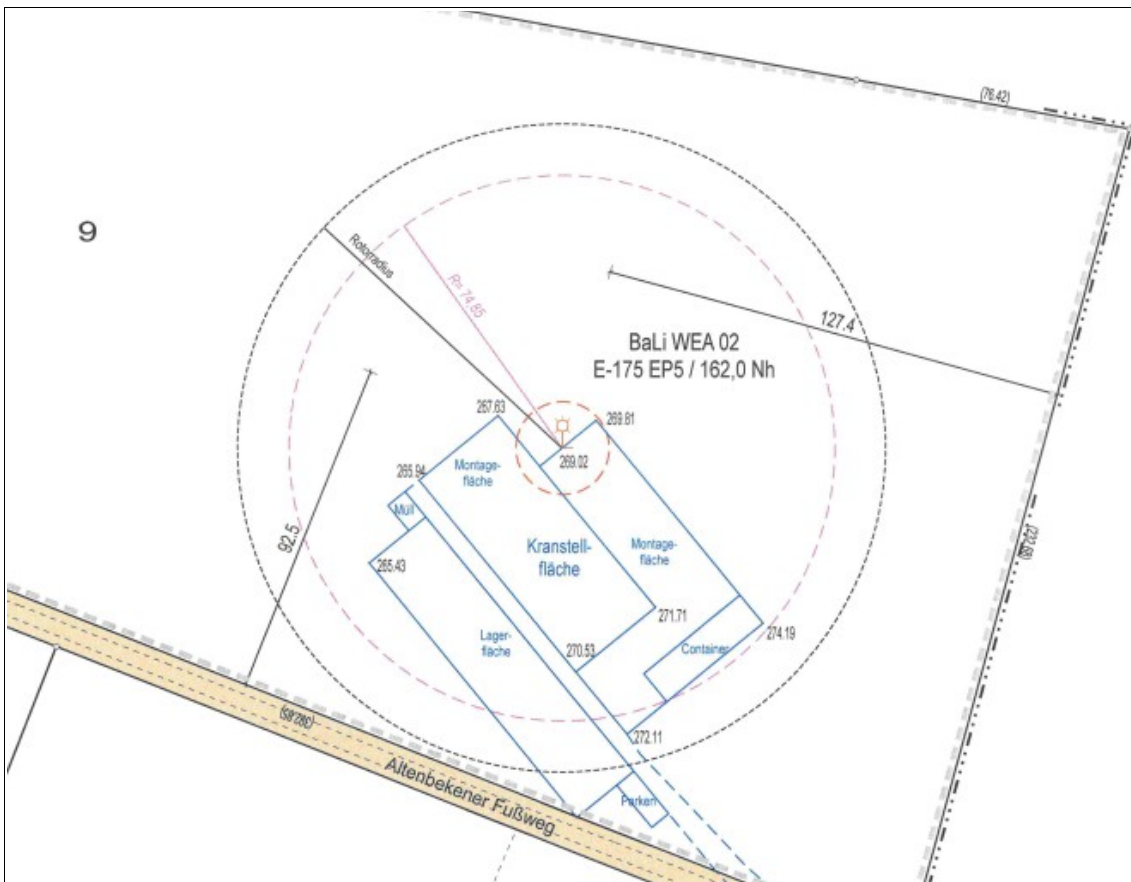 (76.42)
9
Rotorradius
R= 74.85
127.4
BaLi WEA 02
E-175 EP5 / 162,0 Nh
267.63
269.81
269.02
265.94
Montage-
fläche
Müll
92.5
Kranstell-
fläche
Montage-
fläche
265.43
271.71
274.19
Lager-
fläche
270.53
Container
272.11
(382.85)
Altenbekener Fußweg
Parken